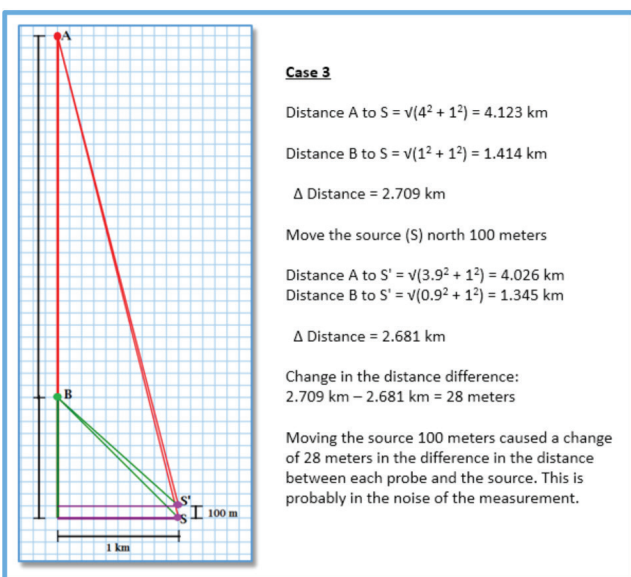 A
B
S'
S
100 m
1 km
Case 3
Distance A to S = √(4² + 1²) = 4.123 km
Distance B to S = √(1² + 1²) = 1.414 km
Δ Distance = 2.709 km
Move the source (S) north 100 meters
Distance A to S' = √(3.9² + 1²) = 4.026 km
Distance B to S' = √(0.9² + 1²) = 1.345 km
Δ Distance = 2.681 km
Change in the distance difference:
2.709 km – 2.681 km = 28 meters
Moving the source 100 meters caused a change
of 28 meters in the difference in the distance
between each probe and the source. This is
probably in the noise of the measurement.